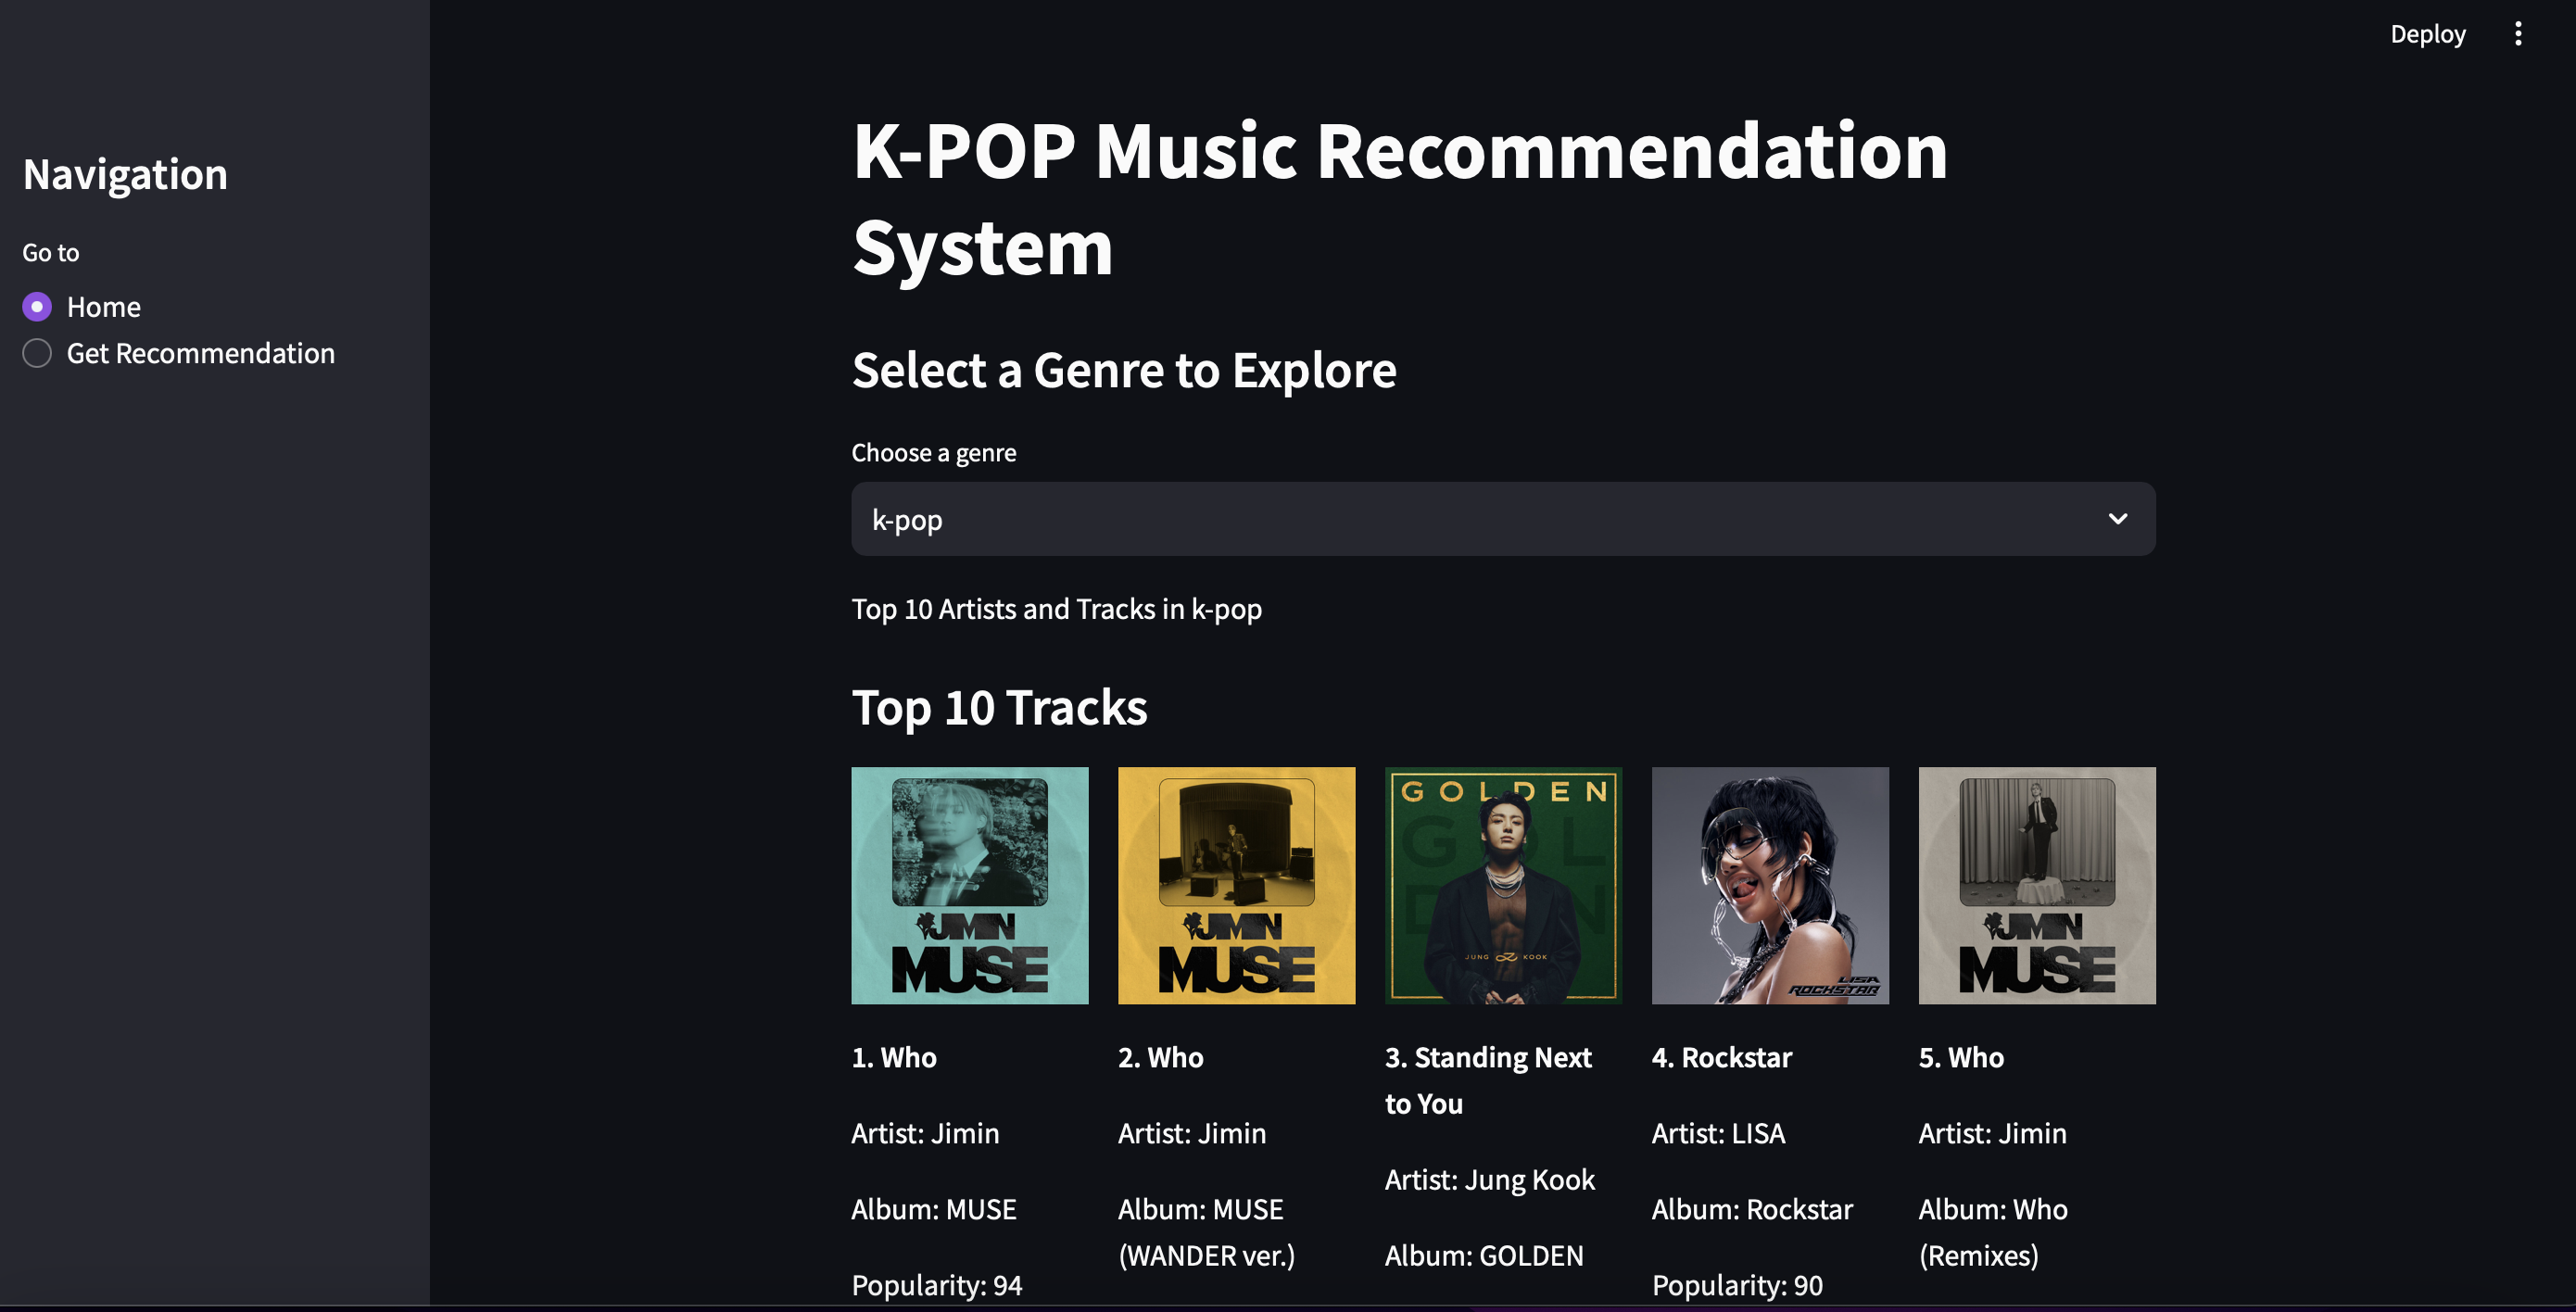 Deploy
Navigation
Go to
Home
Get Recommendation
K-POP Music Recommendation
System
Select a Genre to Explore
Choose a genre
k-pop
Top 10 Artists and Tracks in k-pop
Top 10 Tracks
JIMIN
MUSE
JIMIN
MUSE
GOLDEN
GOL
DEN
JUNG KOOK
LISA
ROCKSTAR
JIMIN
MUSE
1. Who
Artist: Jimin
Album: MUSE
Popularity: 94
2. Who
Artist: Jimin
Album: MUSE
(WANDER ver.)
3. Standing Next
to You
Artist: Jung Kook
Album: GOLDEN
4. Rockstar
Artist: LISA
Album: Rockstar
Popularity: 90
5. Who
Artist: Jimin
Album: Who
(Remixes)